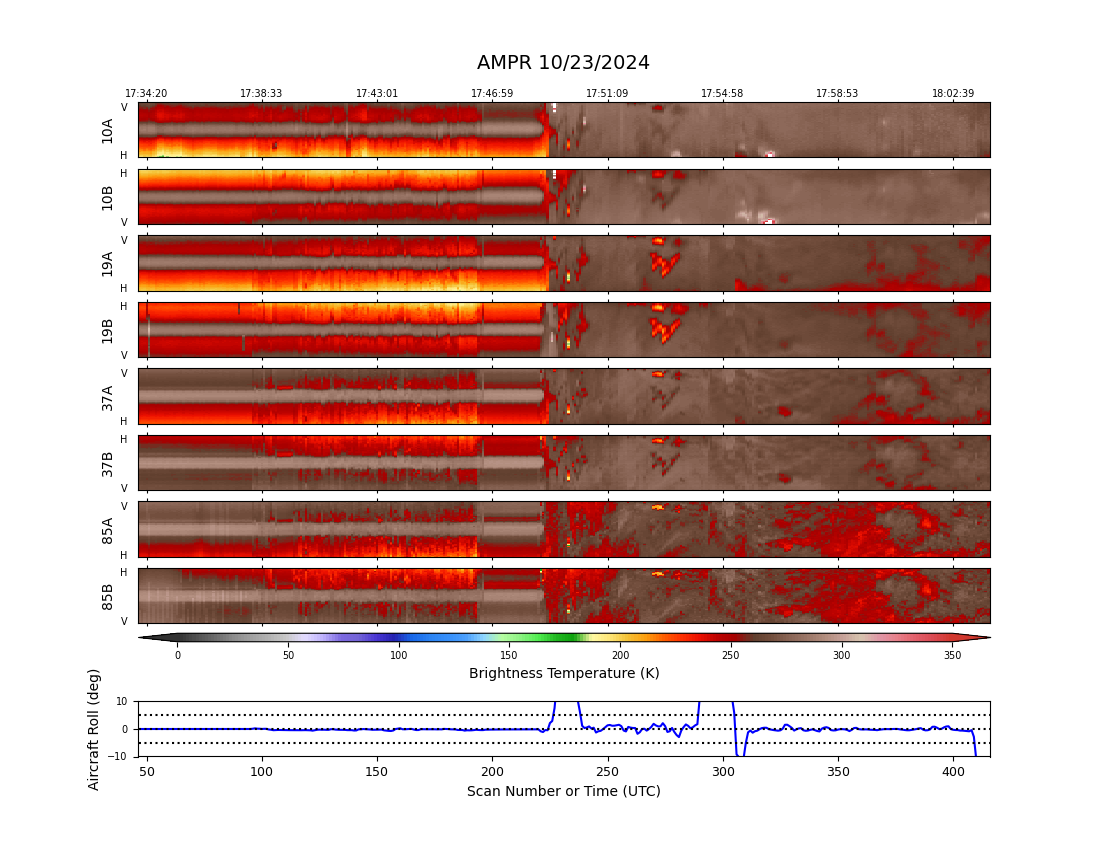 AMPR 10/23/2024
17:34:20 17:38:33 17:43:01 17:46:59 17:51:09 17:54:58 17:58:53 18:02:39
V
10A
H
H
10B
V
V
19A
H
H
19B
V
V
37A
H
H
37B
V
V
85A
H
H
85B
V
0 50 100 150 200 250 300 350
Brightness Temperature (K)
Aircraft Roll (deg)
10
0
−10
50 100 150 200 250 300 350 400
Scan Number or Time (UTC)